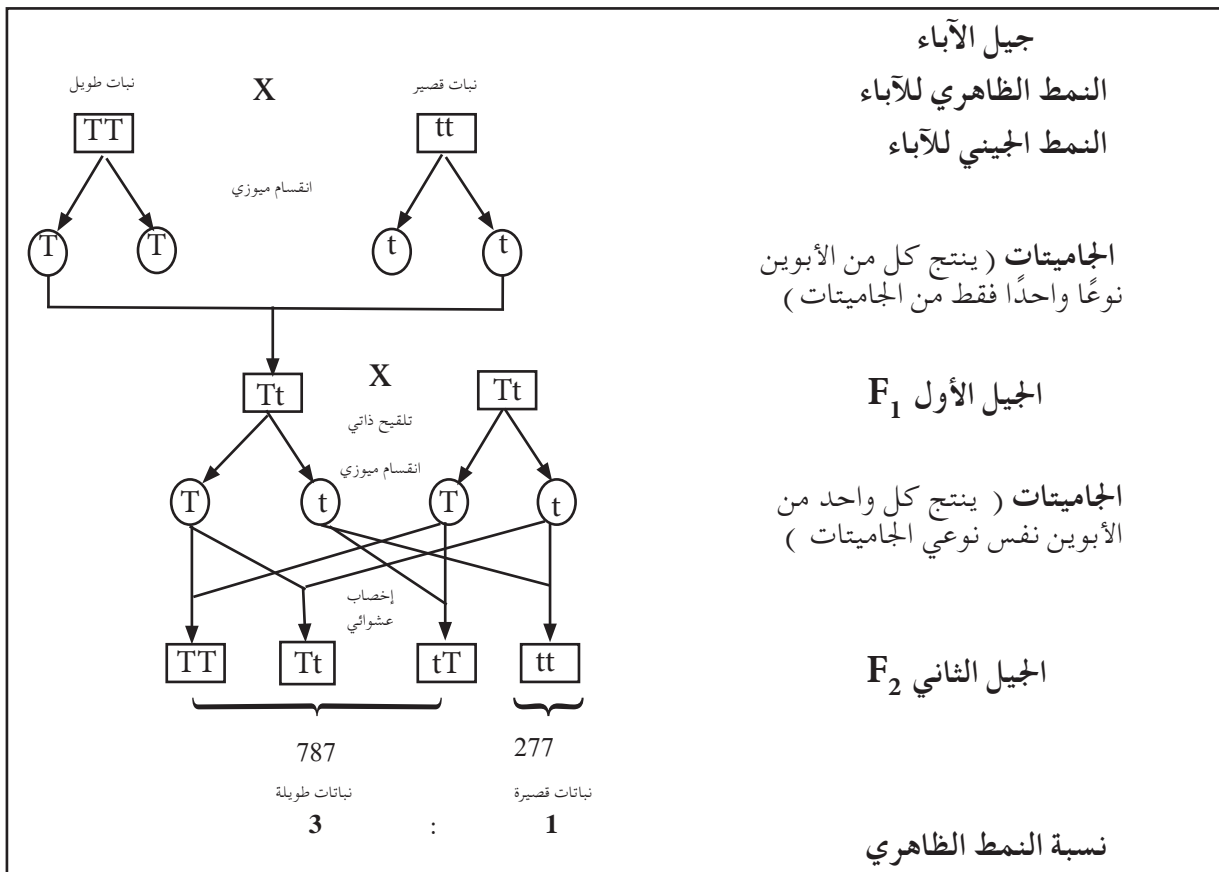 جيل الآباء
نبات طويل X نبات قصير
النمط الظاهري للآباء
TT tt
النمط الجيني للآباء
انقسام ميوزي
T T t t
الجاميتات ( ينتج كل من الأبوين
نوعًا واحدًا فقط من الجاميتات )
Tt X Tt
الجيل الأول F1
تلقيح ذاتي
انقسام ميوزي
T t T t
الجاميتات ( ينتج كل واحد من
الأبوين نفس نوعي الجاميتات )
إخصاب
عشوائي
TT Tt tT tt
الجيل الثاني F2
787 277
نباتات طويلة نباتات قصيرة
3 : 1
نسبة النمط الظاهري